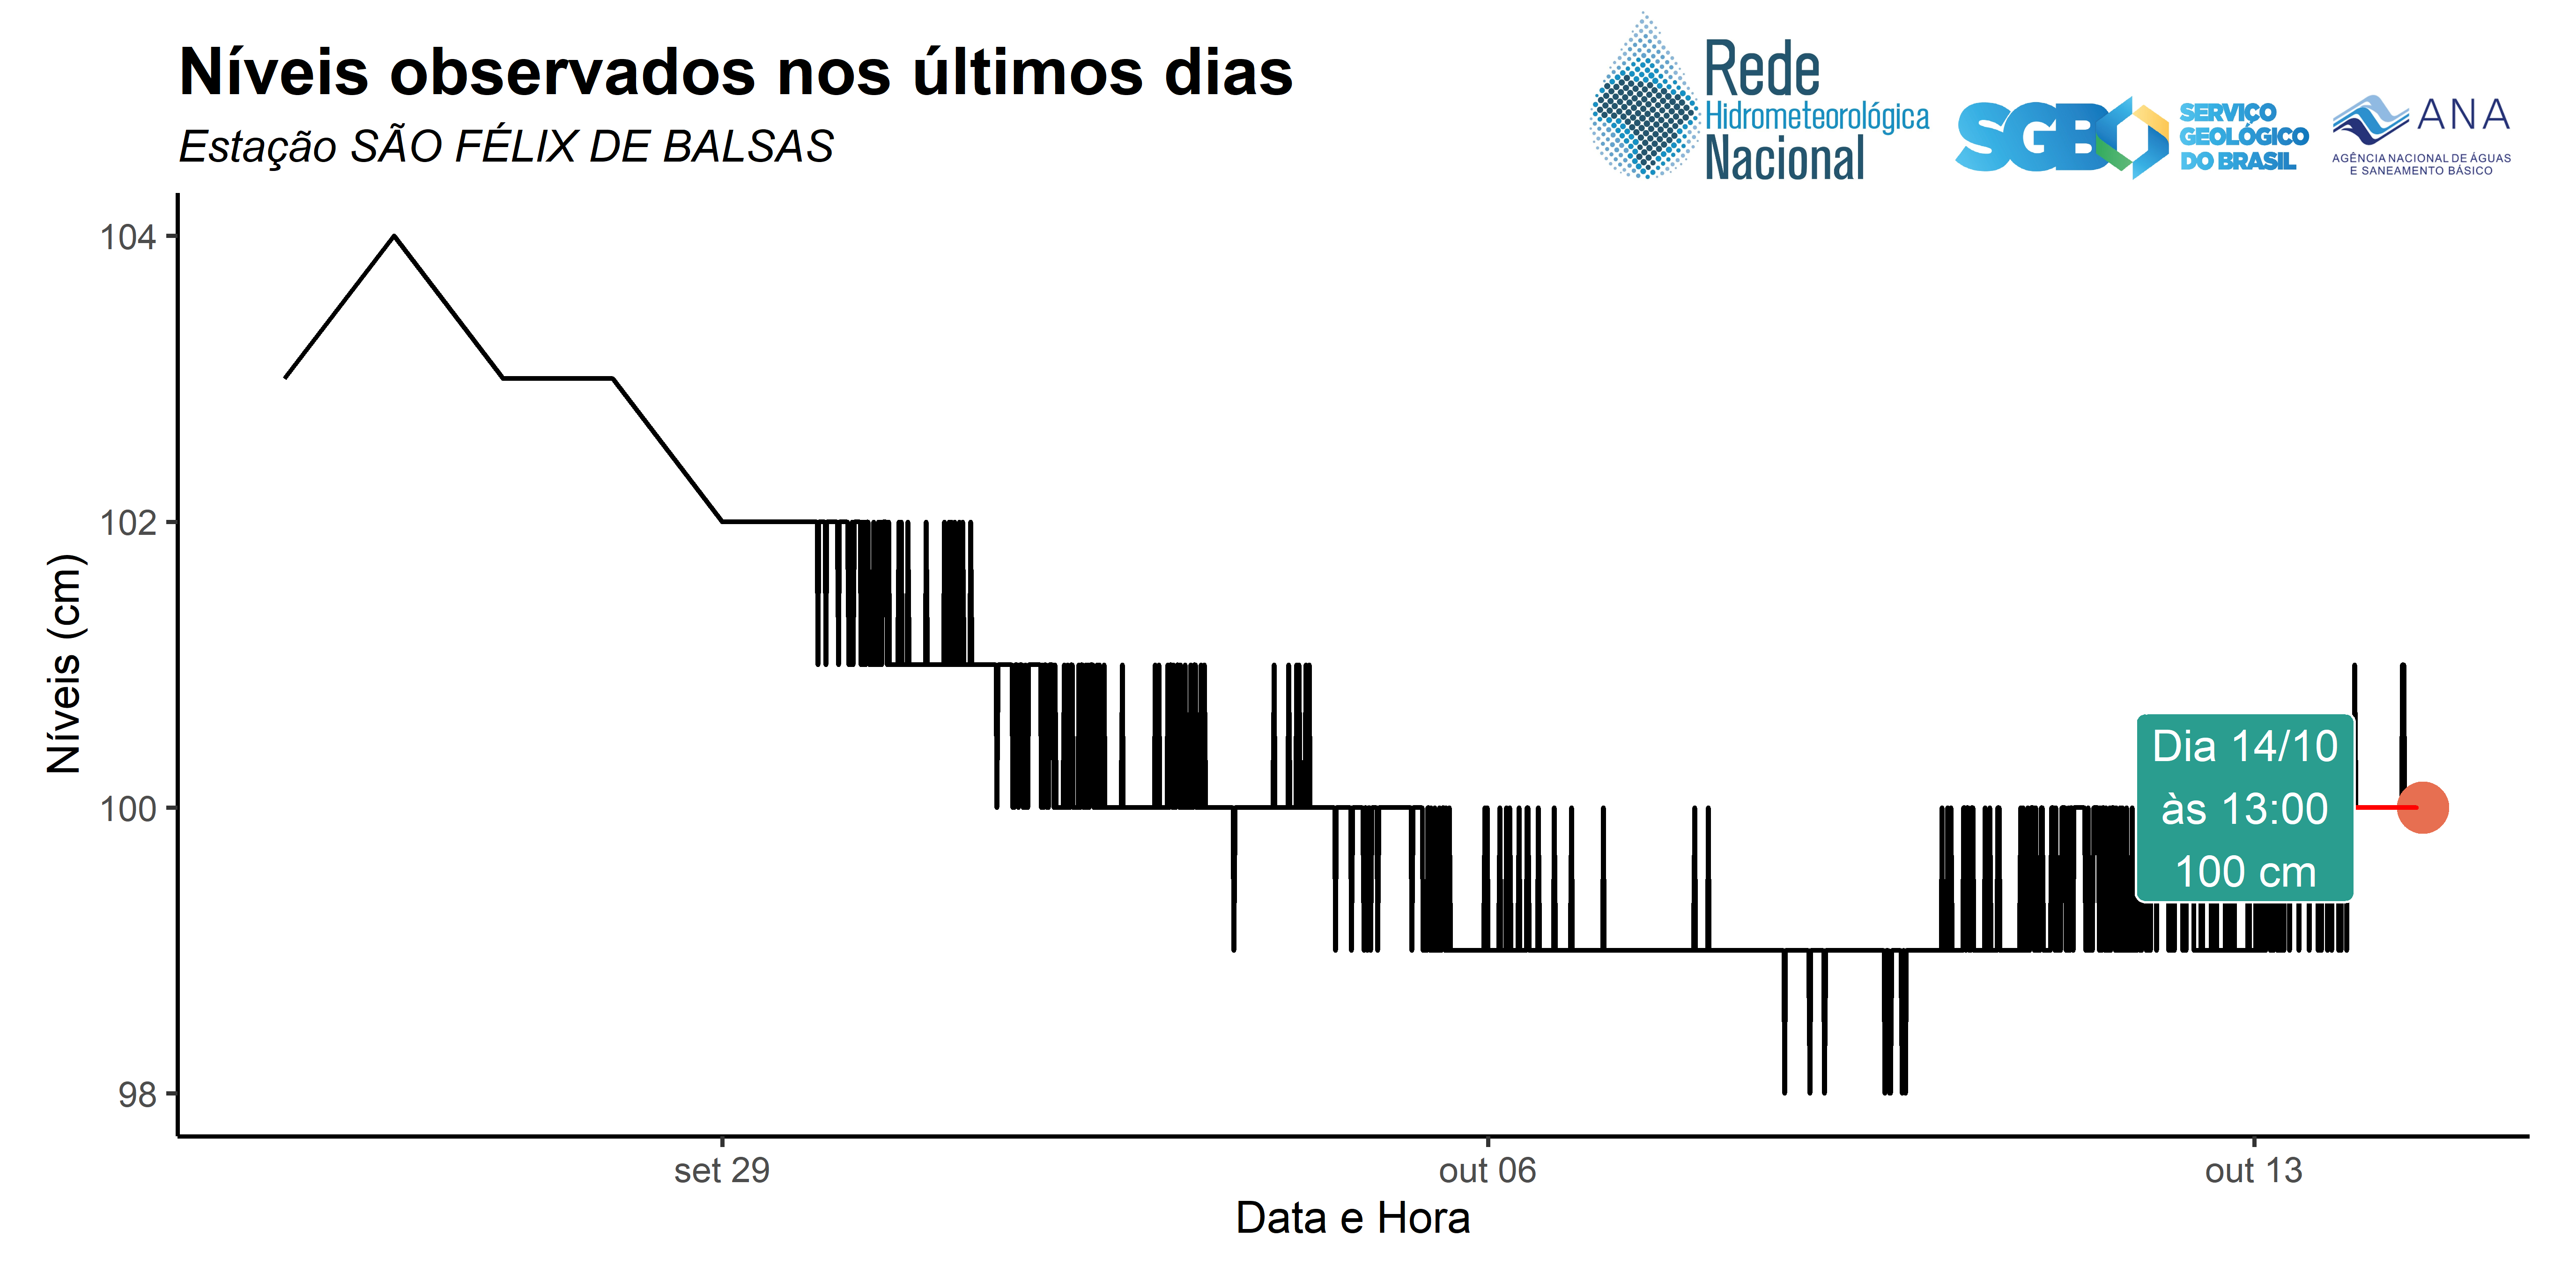 Níveis observados nos últimos dias
Estação SÃO FÉLIX DE BALSAS
Rede
Hidrometeorológica
Nacional
SGB
SERVIÇO
GEOLÓGICO
DO BRASIL
ANA
AGÊNCIA NACIONAL DE ÁGUAS
E SANEAMENTO BÁSICO
Níveis (cm)
104
102
100
98
Dia 14/10
às 13:00
100 cm
set 29
out 06
out 13
Data e Hora